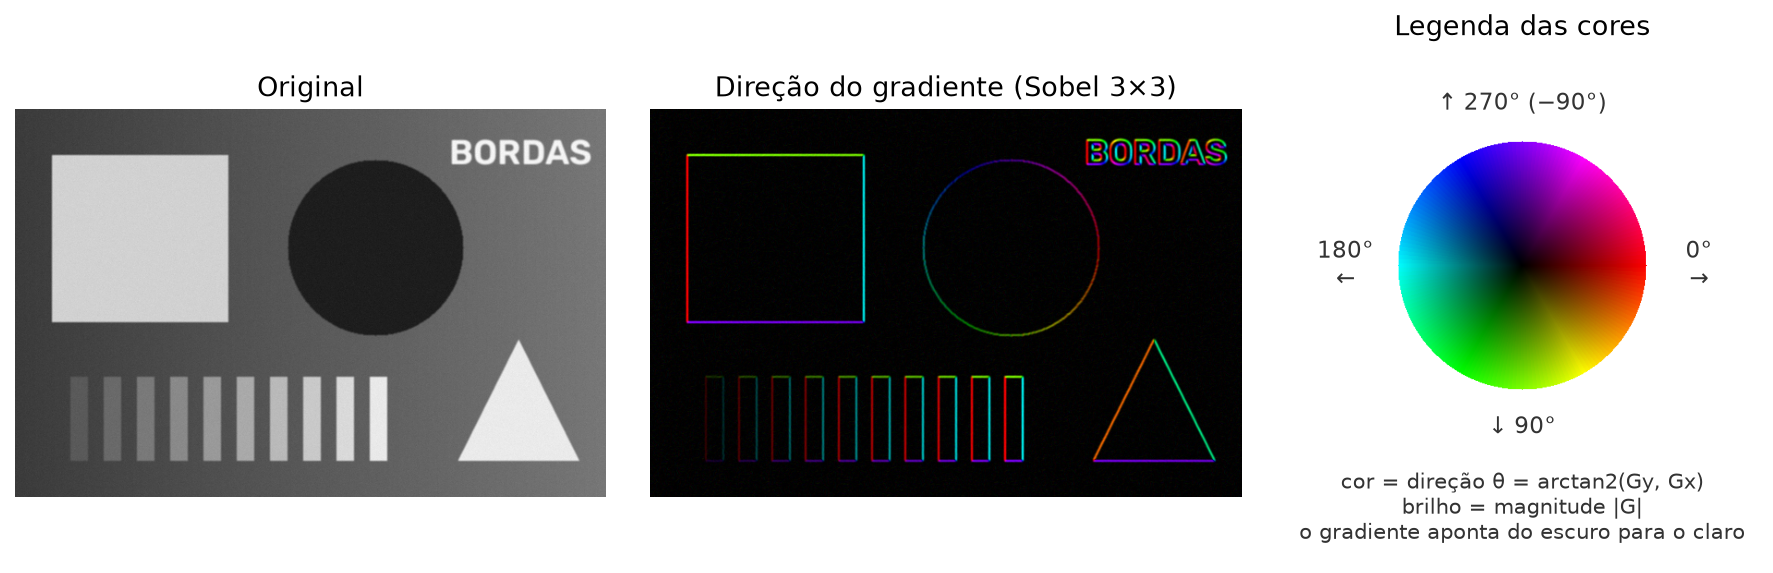 Original
BORDAS
Direção do gradiente (Sobel 3×3)
BORDAS
Legenda das cores
↑ 270° (−90°)
180°
←
0°
→
↓ 90°
cor = direção θ = arctan2(Gy, Gx)
brilho = magnitude |G|
o gradiente aponta do escuro para o claro